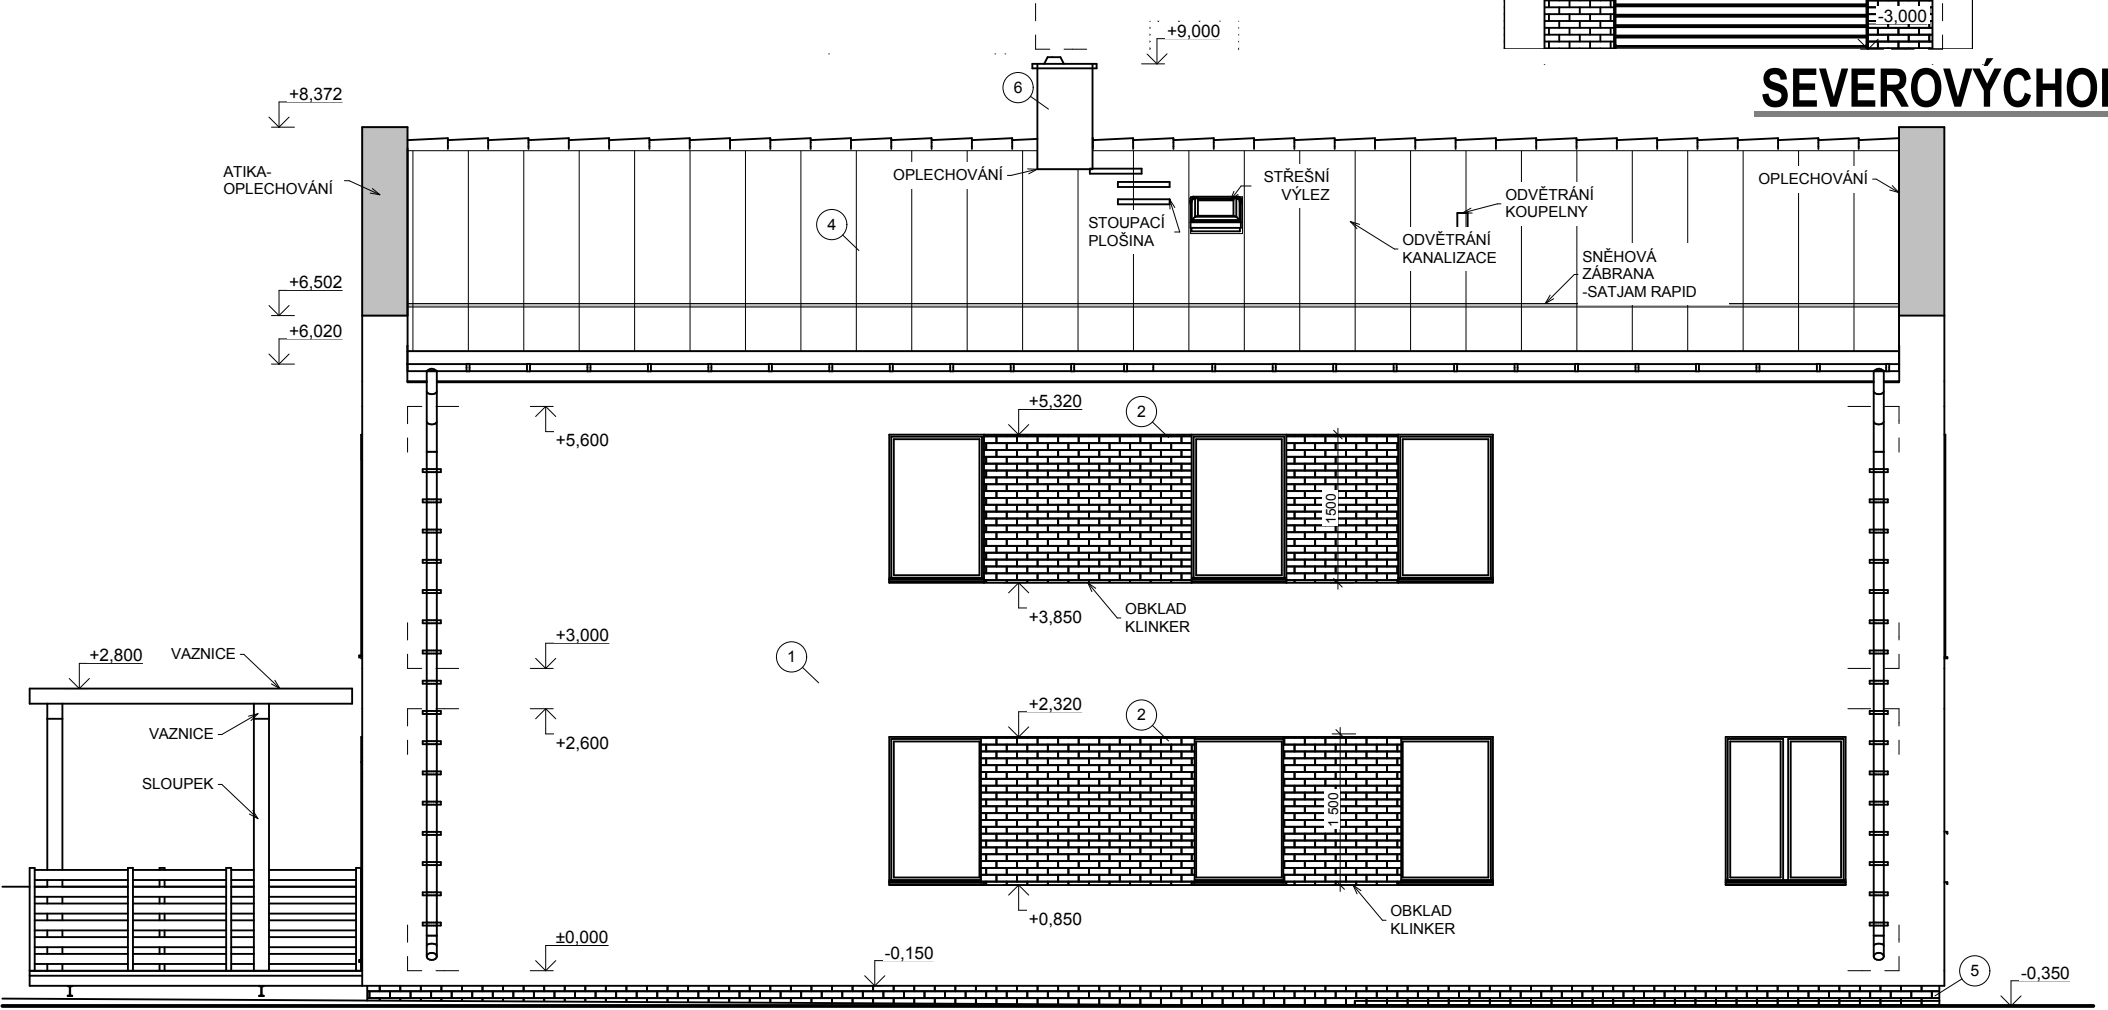 -3,000
+9,000
SEVEROVÝCHOD
+8,372
6
ATIKA-
OPLECHOVÁNÍ
OPLECHOVÁNÍ
STŘEŠNÍ
VÝLEZ
OPLECHOVÁNÍ
ODVĚTRÁNÍ
KOUPELNY
4
STOUPACÍ
PLOŠINA
ODVĚTRÁNÍ
KANALIZACE
SNĚHOVÁ
ZÁBRANA
-SATJAM RAPID
+6,502
+6,020
+5,600
+5,320
2
1500
+3,850
OBKLAD
KLINKER
+3,000
1
+2,800
VAZNICE
VAZNICE
SLOUPEK
+2,600
+2,320
2
1 500
+0,850
OBKLAD
KLINKER
±0,000
-0,150
5
-0,350